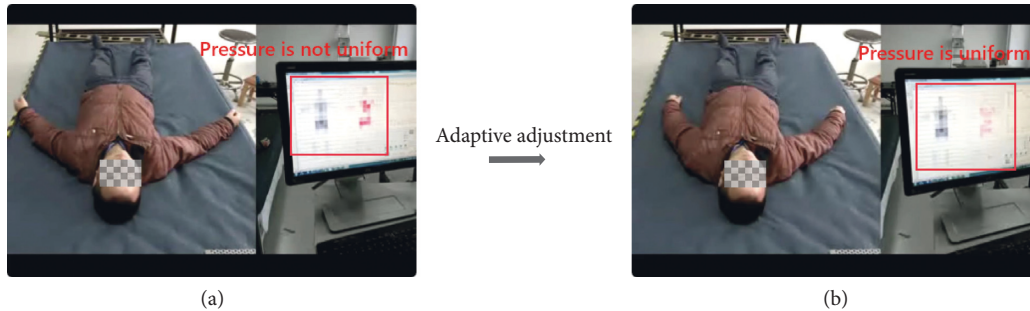 Pressure is not uniform
Adaptive adjustment
Pressure is uniform
(a)
(b)